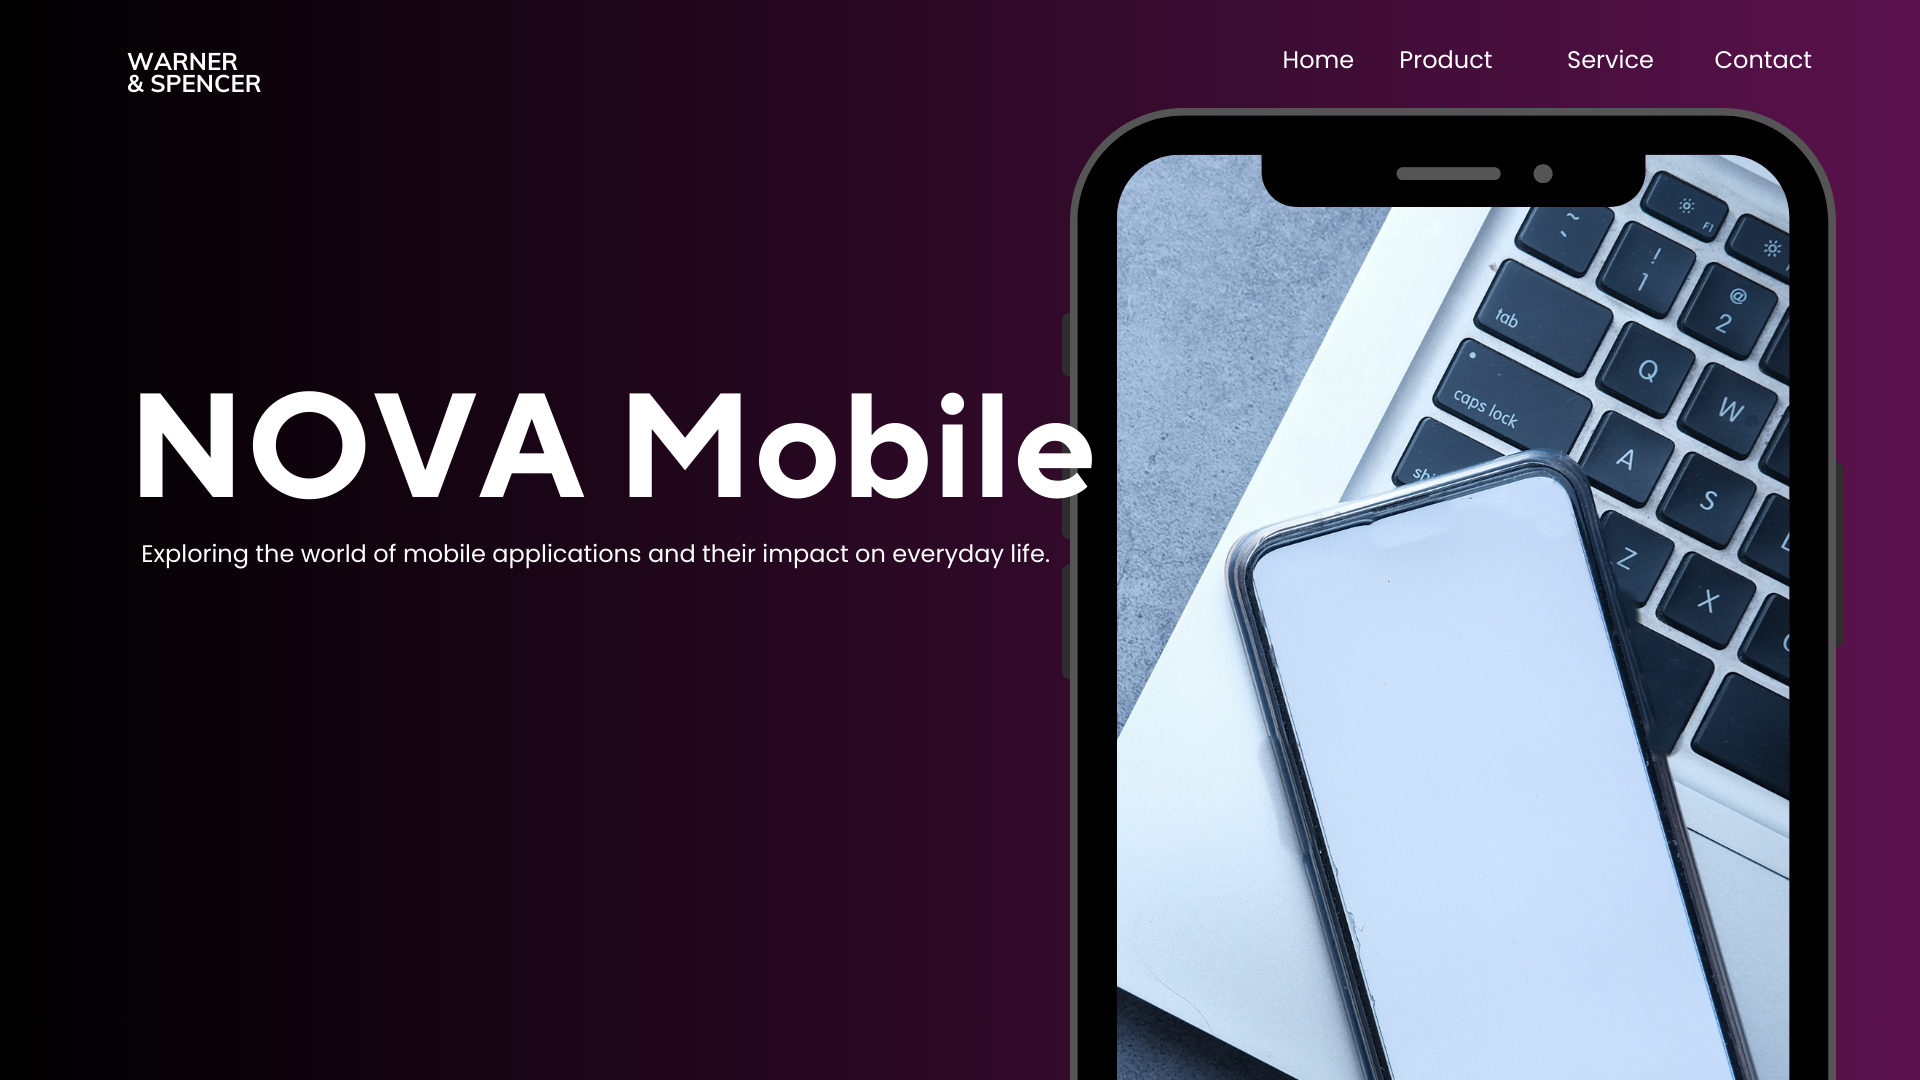 WARNER
& SPENCER
Home Product Service Contact
NOVA Mobile
Exploring the world of mobile applications and their impact on everyday life.
~
`
F1
!
1
@
2
tab
Q
W
caps lock
A
S
Z
X